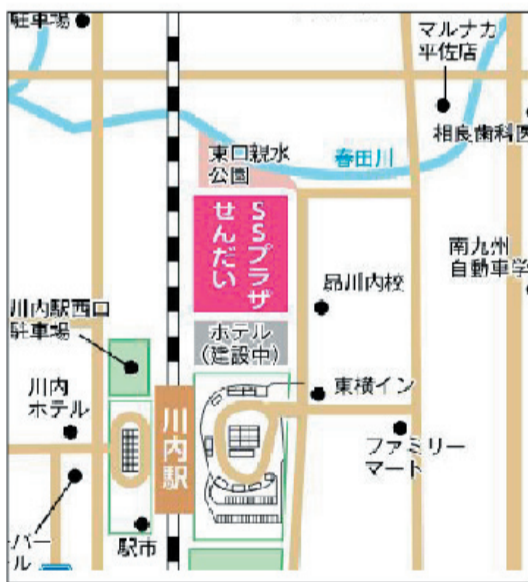 駐車場
マルナカ
平佐店
相良歯科医
東口親水
公園
春田川
SSプラザ
せんだい
南九州
自動車学
昴川内校
川内駅西口
駐車場
ホテル
(建設中)
川内
ホテル
川内駅
東横イン
ファミリー
マート
駅市
バー
ル